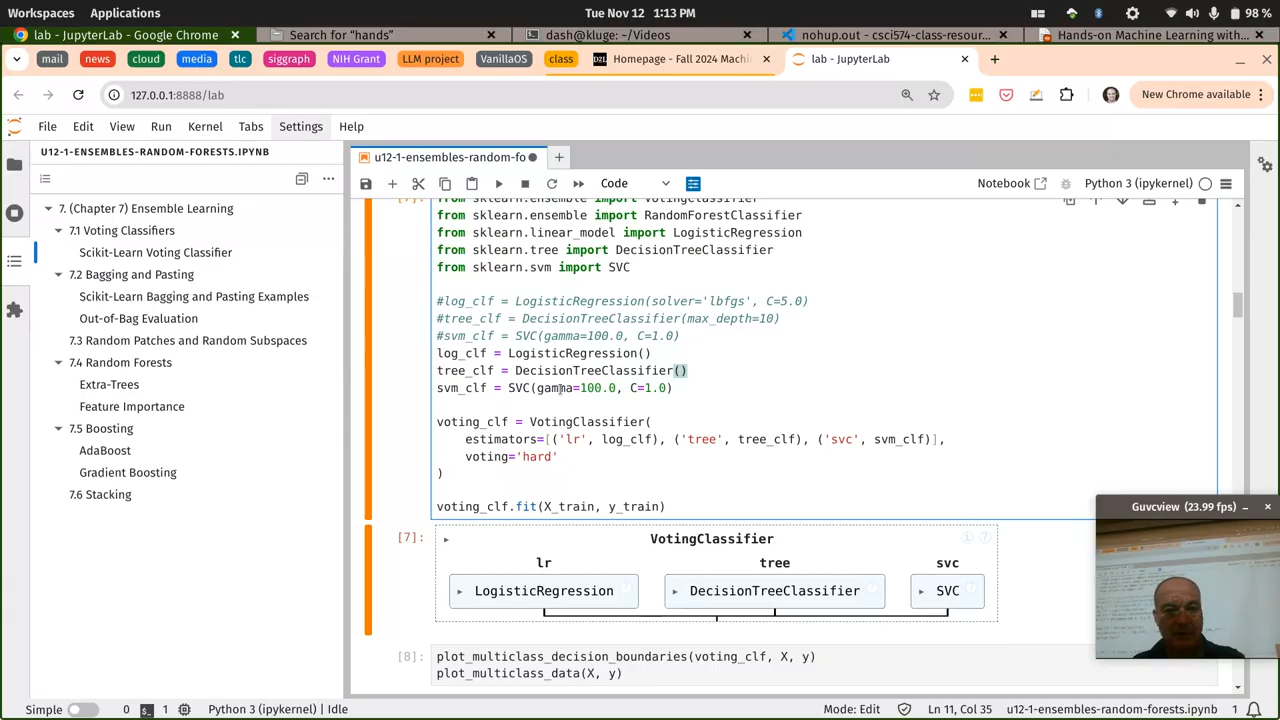 Workspaces Applications Tue Nov 12 1:13 PM 98 %
lab - JupyterLab - Google Chrome × Search for “hands” × dash@kluge: ~/Videos × nohup.out - csci574-class-resour... × Hands-on Machine Learning with... ×
mail news cloud media tlc siggraph NIH Grant LLM project VanillaOS class D2L Homepage - Fall 2024 Machi × lab - JupyterLab × +
127.0.0.1:8888/lab New Chrome available
File Edit View Run Kernel Tabs Settings Help
U12-1-ENSEMBLES-RANDOM-FORESTS.IPYNB
7. (Chapter 7) Ensemble Learning
7.1 Voting Classifiers
Scikit-Learn Voting Classifier
7.2 Bagging and Pasting
Scikit-Learn Bagging and Pasting Examples
Out-of-Bag Evaluation
7.3 Random Patches and Random Subspaces
7.4 Random Forests
Extra-Trees
Feature Importance
7.5 Boosting
AdaBoost
Gradient Boosting
7.6 Stacking
u12-1-ensembles-random-fo
Code Notebook Python 3 (ipykernel)
[7]: from sklearn.ensemble import VotingClassifier
from sklearn.ensemble import RandomForestClassifier
from sklearn.linear_model import LogisticRegression
from sklearn.tree import DecisionTreeClassifier
from sklearn.svm import SVC
#log_clf = LogisticRegression(solver='lbfgs', C=5.0)
#tree_clf = DecisionTreeClassifier(max_depth=10)
#svm_clf = SVC(gamma=100.0, C=1.0)
log_clf = LogisticRegression()
tree_clf = DecisionTreeClassifier()
svm_clf = SVC(gamma=100.0, C=1.0)
voting_clf = VotingClassifier(
estimators=[('lr', log_clf), ('tree', tree_clf), ('svc', svm_clf)],
voting='hard'
)
voting_clf.fit(X_train, y_train)
Guvcview (23.99 fps)
[7]: VotingClassifier
lr tree svc
LogisticRegression DecisionTreeClassifier SVC
[8]: plot_multiclass_decision_boundaries(voting_clf, X, y)
plot_multiclass_data(X, y)
Simple 0 1 Python 3 (ipykernel) | Idle Mode: Edit Ln 11, Col 35 u12-1-ensembles-random-forests.ipynb 1